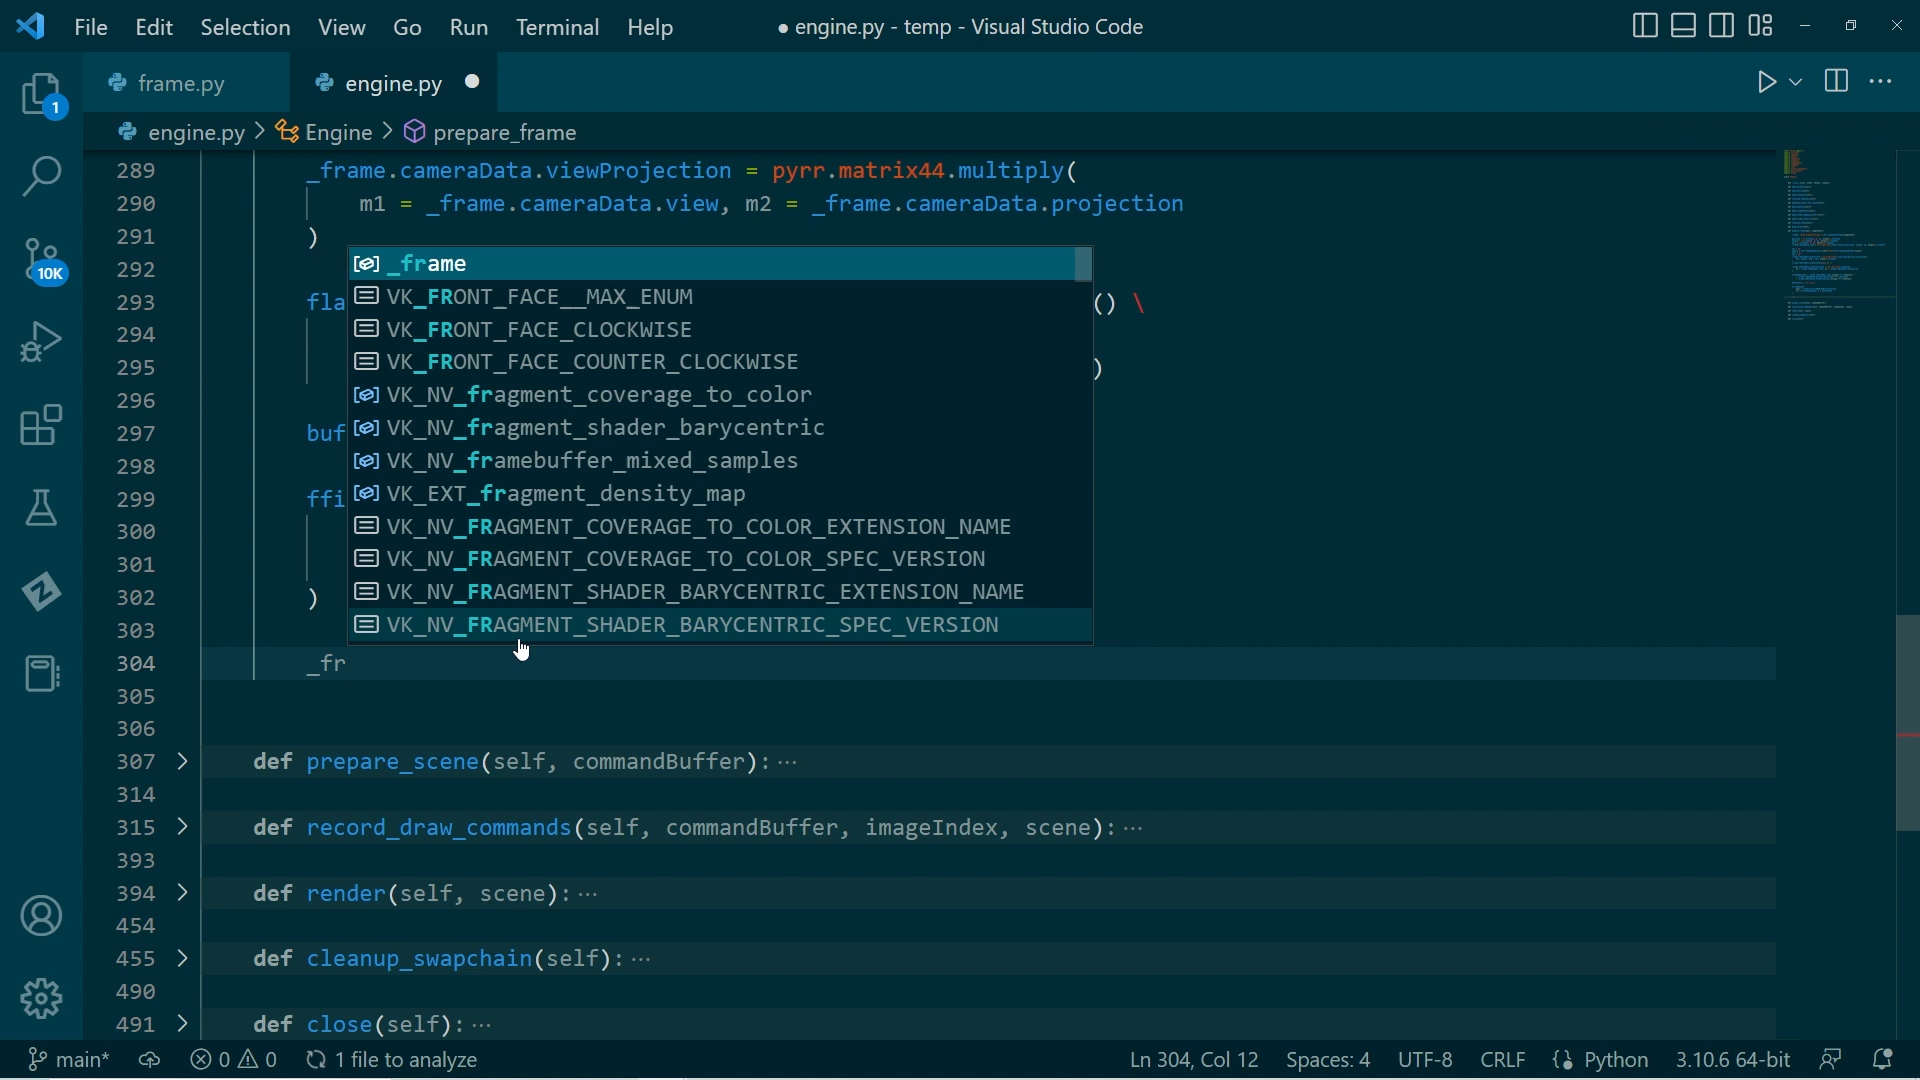 File Edit Selection View Go Run Terminal Help ● engine.py - temp - Visual Studio Code
frame.py engine.py ●
1
engine.py > Engine > prepare_frame
289 _frame.cameraData.viewProjection = pyrr.matrix44.multiply(
290 m1 = _frame.cameraData.view, m2 = _frame.cameraData.projection
291 )
_frame
292
10K
VK_FRONT_FACE__MAX_ENUM
293 fla () \
VK_FRONT_FACE_CLOCKWISE
294
VK_FRONT_FACE_COUNTER_CLOCKWISE
295 )
VK_NV_fragment_coverage_to_color
296
VK_NV_fragment_shader_barycentric
297 buf
VK_NV_framebuffer_mixed_samples
298
VK_EXT_fragment_density_map
299 ffi
VK_NV_FRAGMENT_COVERAGE_TO_COLOR_EXTENSION_NAME
300
VK_NV_FRAGMENT_COVERAGE_TO_COLOR_SPEC_VERSION
301
VK_NV_FRAGMENT_SHADER_BARYCENTRIC_EXTENSION_NAME
302 )
VK_NV_FRAGMENT_SHADER_BARYCENTRIC_SPEC_VERSION
303
304 _fr
305
306
307 > def prepare_scene(self, commandBuffer): ···
314
315 > def record_draw_commands(self, commandBuffer, imageIndex, scene): ···
393
394 > def render(self, scene): ···
454
455 > def cleanup_swapchain(self): ···
490
491 > def close(self): ···
main* 0 0 1 file to analyze Ln 304, Col 12 Spaces: 4 UTF-8 CRLF Python 3.10.6 64-bit